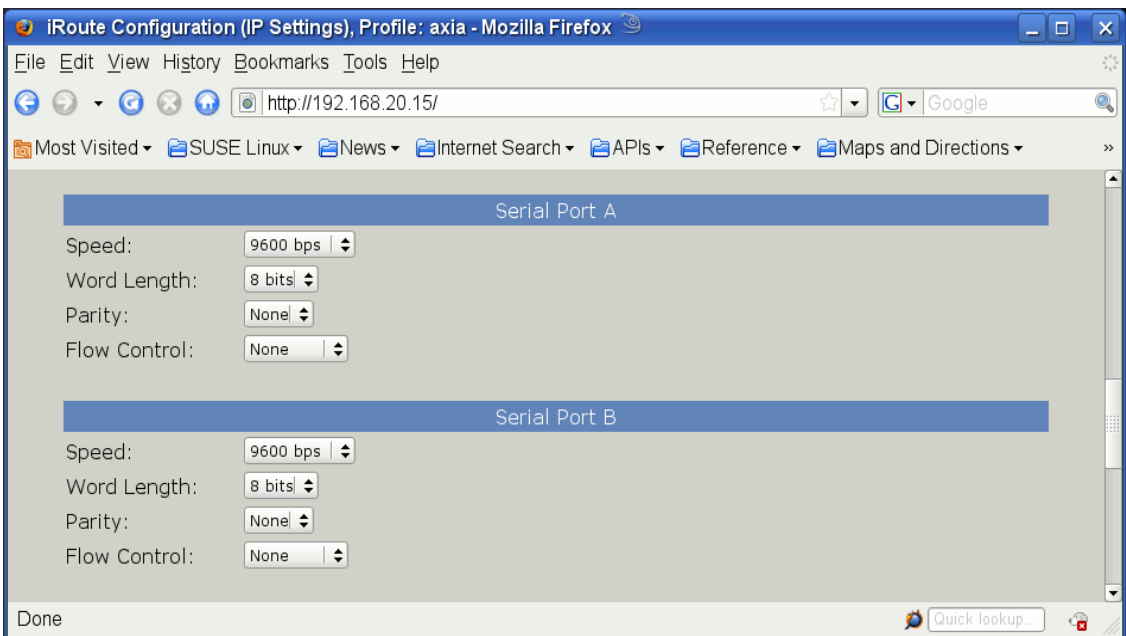 iRoute Configuration (IP Settings), Profile: axia - Mozilla Firefox
File Edit View History Bookmarks Tools Help
http://192.168.20.15/ G Google
Most Visited SUSE Linux News Internet Search APIs Reference Maps and Directions »
Serial Port A
Speed: 9600 bps
Word Length: 8 bits
Parity: None
Flow Control: None
Serial Port B
Speed: 9600 bps
Word Length: 8 bits
Parity: None
Flow Control: None
Done Quick lookup...